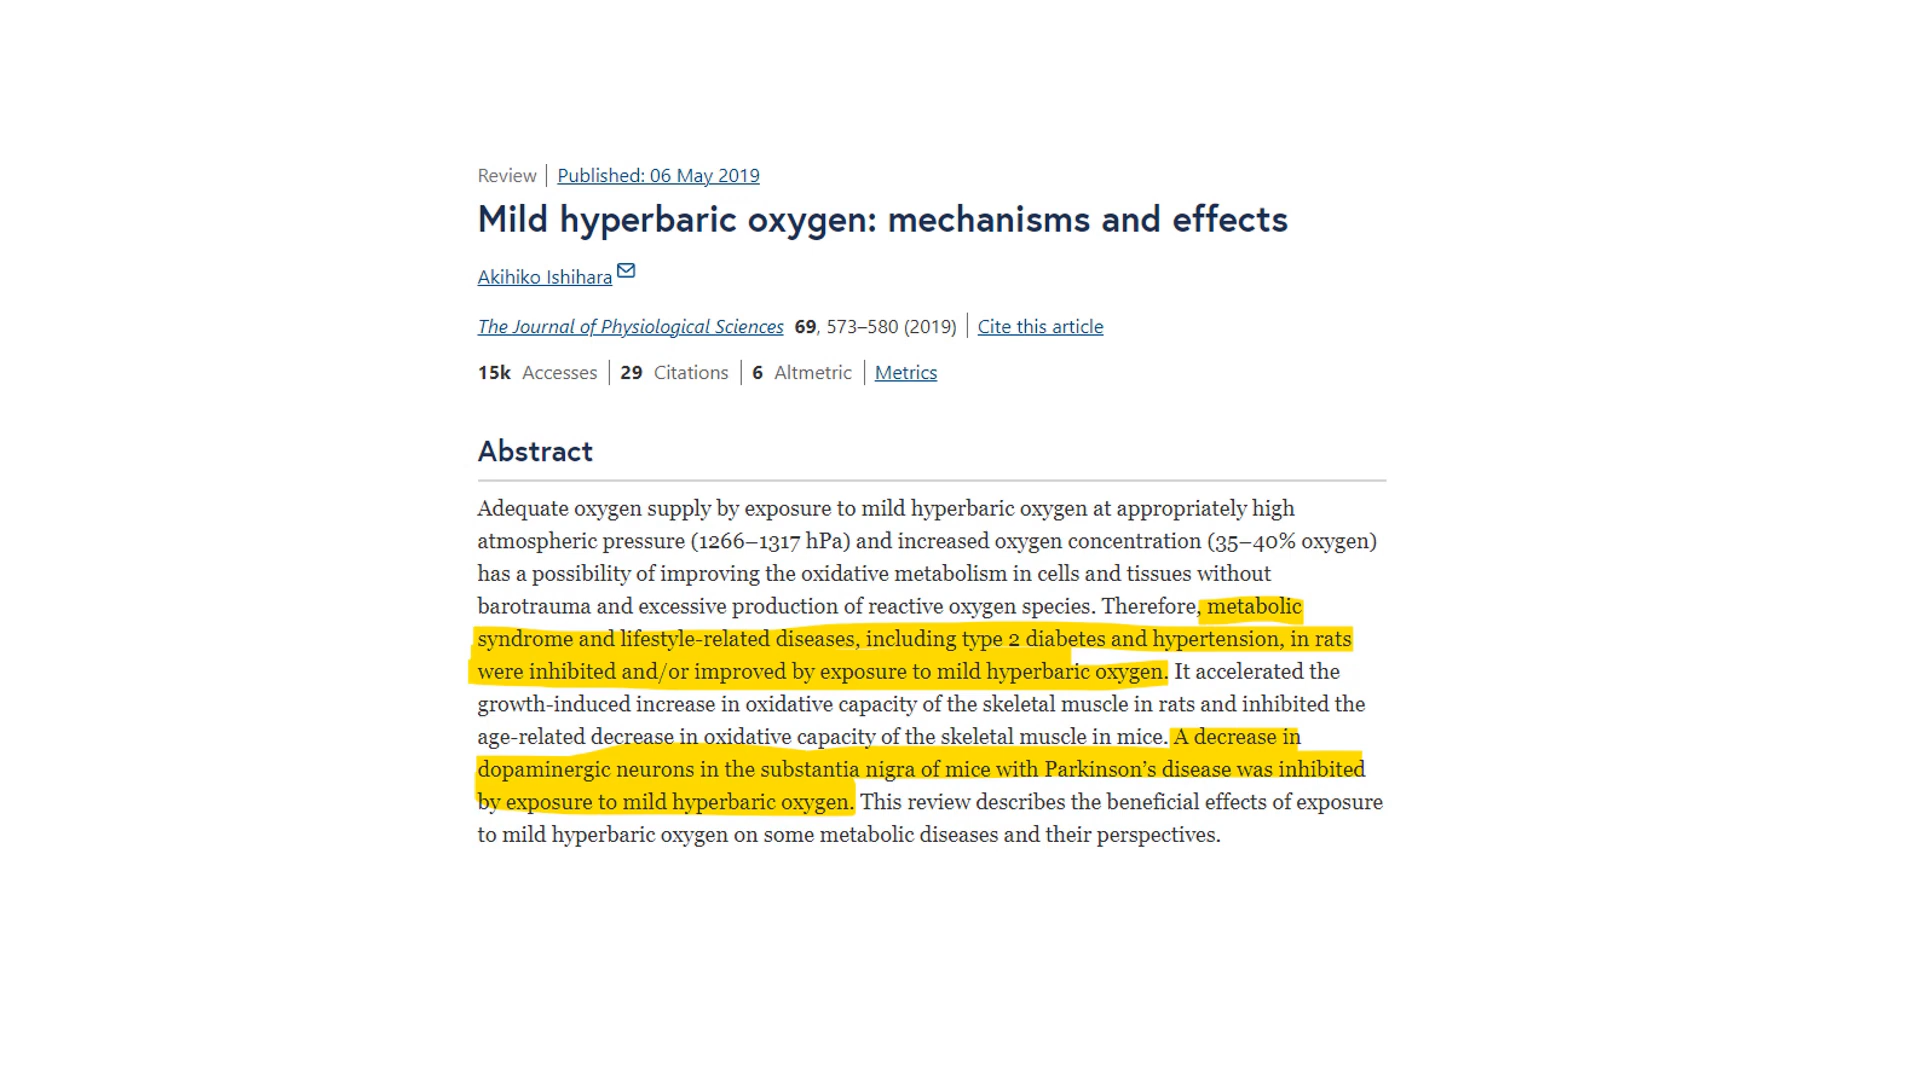 Review | Published: 06 May 2019
Mild hyperbaric oxygen: mechanisms and effects
Akihiko Ishihara
The Journal of Physiological Sciences 69, 573–580 (2019) | Cite this article
15k Accesses | 29 Citations | 6 Altmetric | Metrics
Abstract
Adequate oxygen supply by exposure to mild hyperbaric oxygen at appropriately high
atmospheric pressure (1266–1317 hPa) and increased oxygen concentration (35–40% oxygen)
has a possibility of improving the oxidative metabolism in cells and tissues without
barotrauma and excessive production of reactive oxygen species. Therefore, metabolic
syndrome and lifestyle-related diseases, including type 2 diabetes and hypertension, in rats
were inhibited and/or improved by exposure to mild hyperbaric oxygen. It accelerated the
growth-induced increase in oxidative capacity of the skeletal muscle in rats and inhibited the
age-related decrease in oxidative capacity of the skeletal muscle in mice. A decrease in
dopaminergic neurons in the substantia nigra of mice with Parkinson’s disease was inhibited
by exposure to mild hyperbaric oxygen. This review describes the beneficial effects of exposure
to mild hyperbaric oxygen on some metabolic diseases and their perspectives.